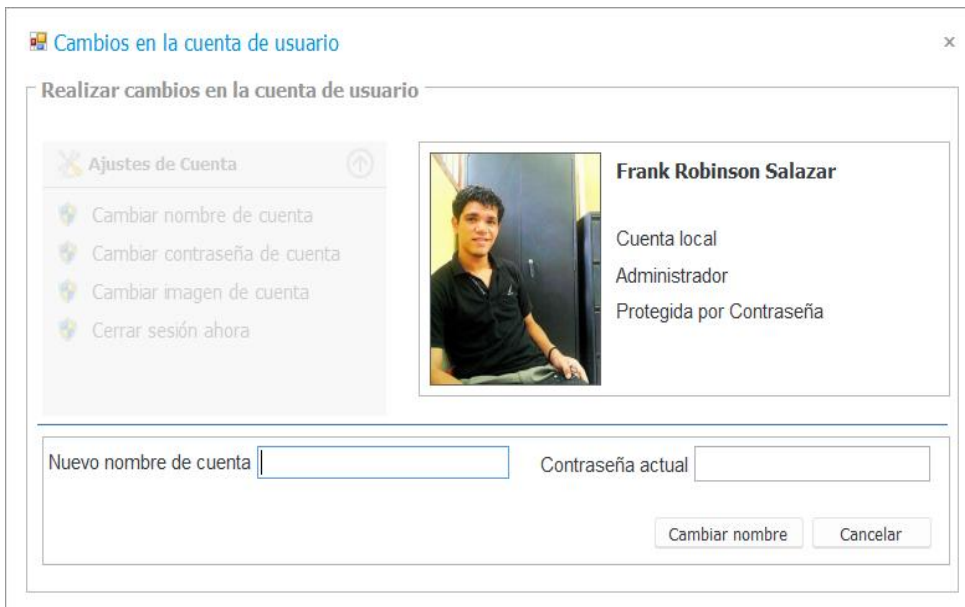 Cambios en la cuenta de usuario
Realizar cambios en la cuenta de usuario
Ajustes de Cuenta
Cambiar nombre de cuenta
Cambiar contraseña de cuenta
Cambiar imagen de cuenta
Cerrar sesión ahora
Frank Robinson Salazar
Cuenta local
Administrador
Protegida por Contraseña
Nuevo nombre de cuenta
Contraseña actual
Cambiar nombre
Cancelar